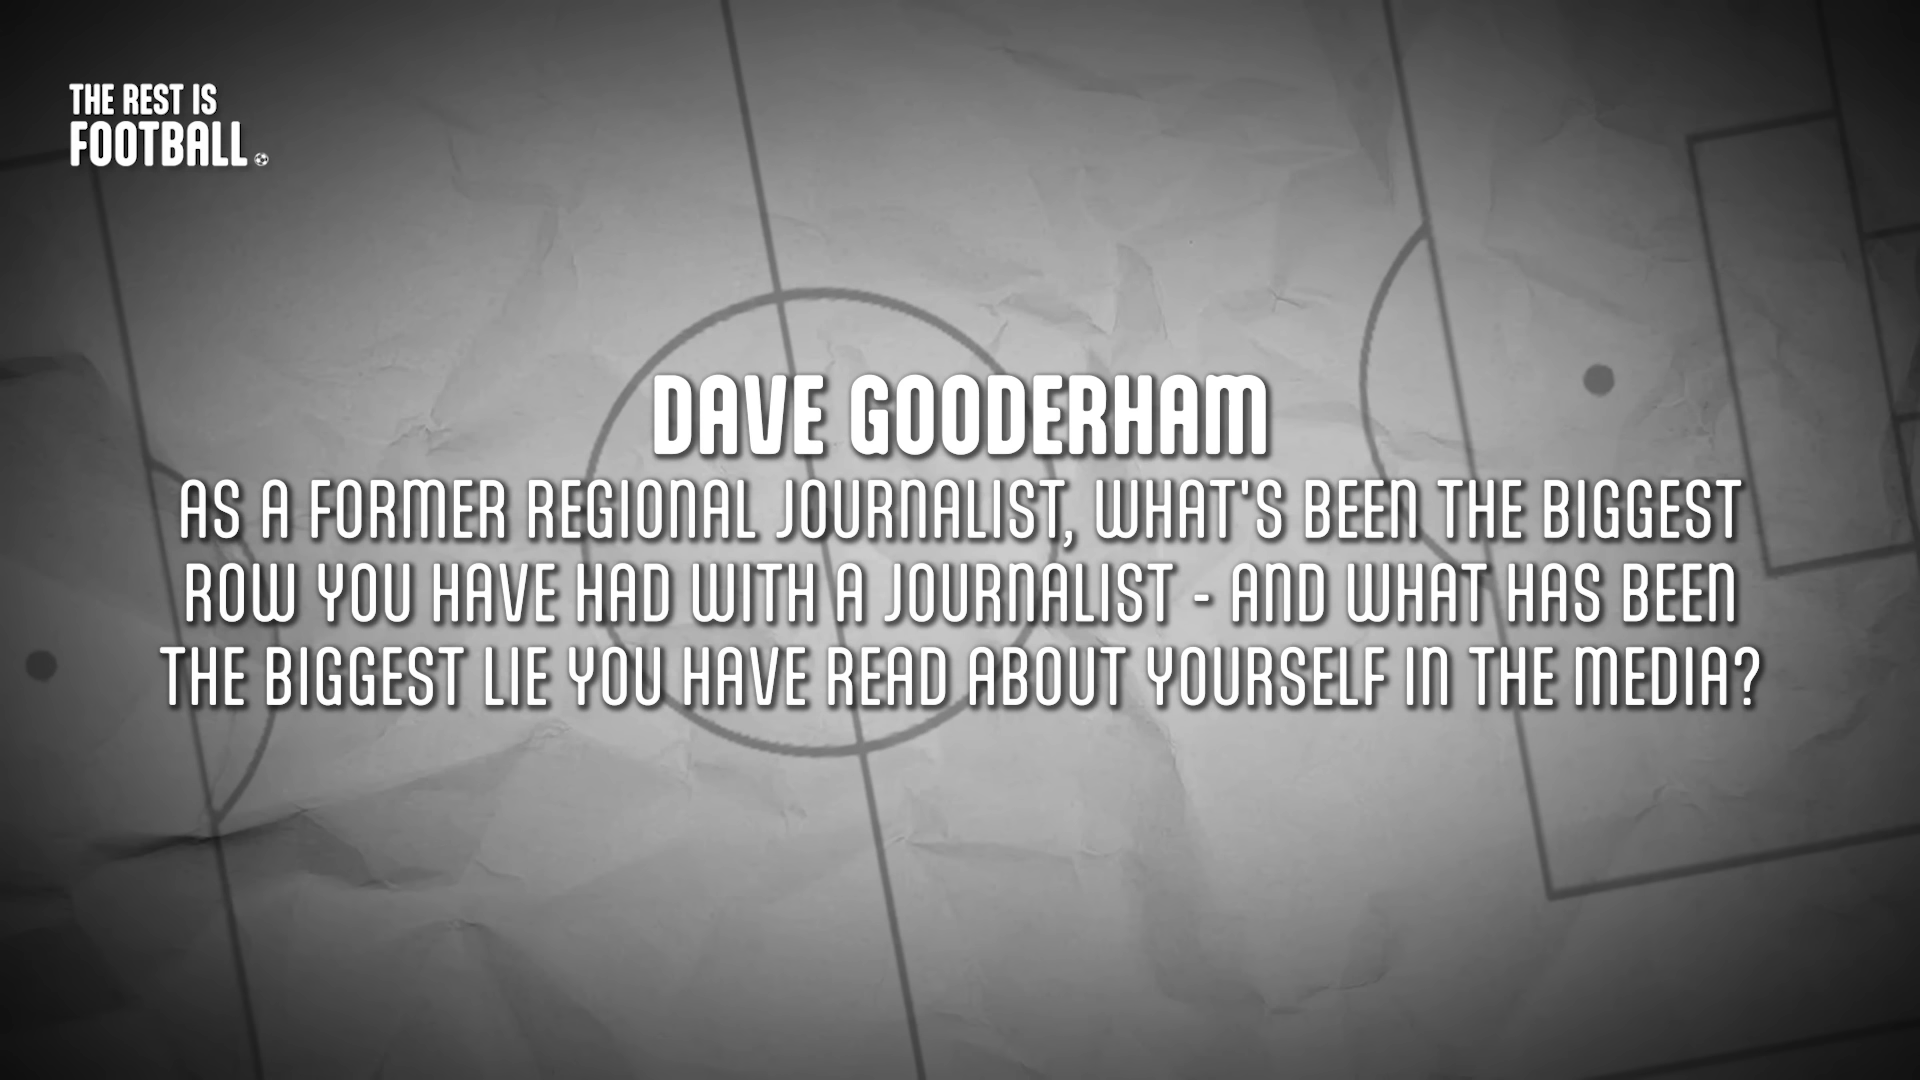 THE REST IS
FOOTBALL.
DAVE GOODERHAM
AS A FORMER REGIONAL JOURNALIST, WHAT'S BEEN THE BIGGEST
ROW YOU HAVE HAD WITH A JOURNALIST - AND WHAT HAS BEEN
THE BIGGEST LIE YOU HAVE READ ABOUT YOURSELF IN THE MEDIA?